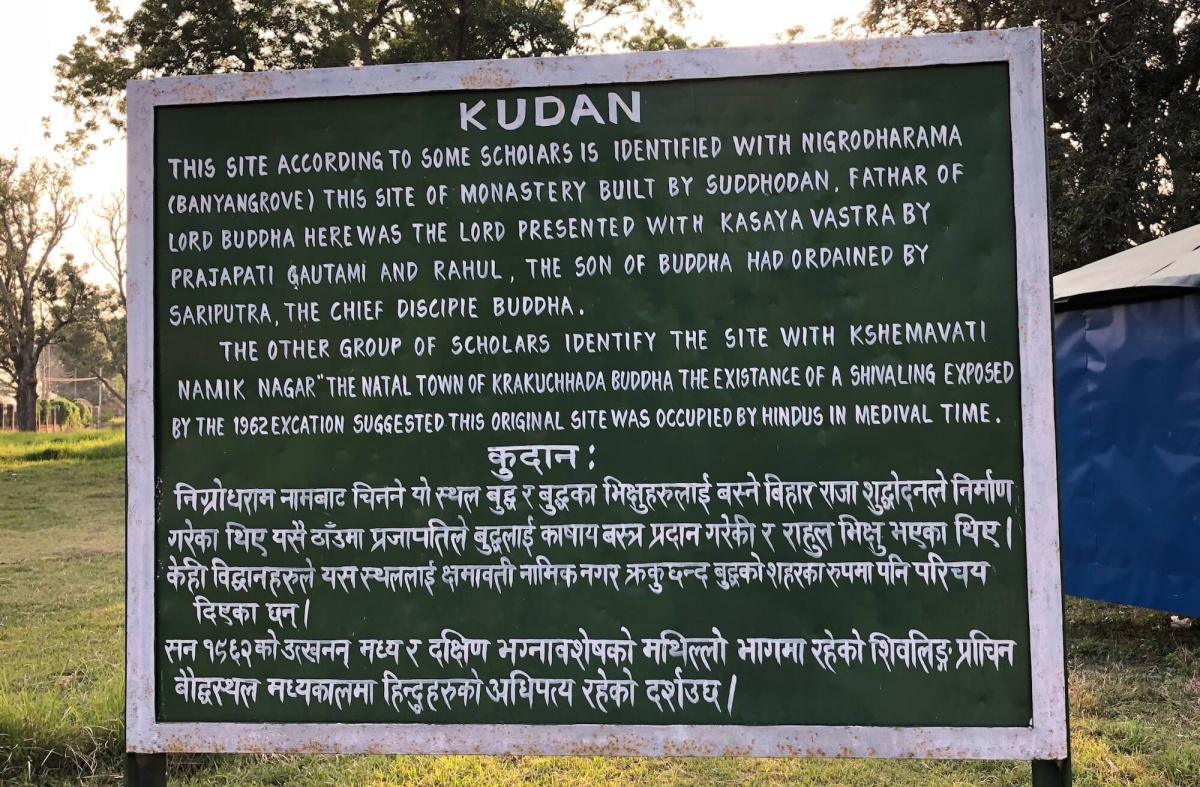 KUDAN
THIS SITE ACCORDING TO SOME SCHOIARS IS IDENTIFIED WITH NIGRODHARAMA
(BANYANGROVE) THIS SITE OF MONASTERY BUILT BY SUDDHODAN, FATHAR OF
LORD BUDDHA HEREWAS THE LORD PRESENTED WITH KASAYA VASTRA BY
PRAJAPATI GAUTAMI AND RAHUL, THE SON OF BUDDHA HAD ORDAINED BY
SARIPUTRA, THE CHIEF DISCIPIE BUDDHA.
THE OTHER GROUP OF SCHOLARS IDENTIFY THE SITE WITH KSHEMAVATI
NAMIK NAGAR" THE NATAL TOWN OF KRAKUCHHADA BUDDHA THE EXISTANCE OF A SHIVALING EXPOSED
BY THE 1962 EXCATION SUGGESTED THIS ORIGINAL SITE WAS OCCUPIED BY HINDUS IN MEDIVAL TIME.
कुदान :
निग्रोधराम नामबाट चिनने यो स्थल बुद्ध र बुद्धका भिक्षुहरुलाई बस्ने बिहार राजा शुद्धोदनले निर्माण
गरेका थिए यसै ठाँउमा प्रजापतिले बुद्धलाई काषाय बस्त्र प्रदान गरेकी र राहुल भिक्षु भएका थिए।
केही विद्वानहरुले यस स्थललाई क्षमावती नामिक नगर क्रकुछन्द बुद्धको शहरका रुपमा पनि परिचय
दिएका छन्।
सन १९६२ को उत्खनन् मध्य र दक्षिण भग्नावशेषको मथिल्लो भागमा रहेको शिवलिङ्ग प्राचिन
बौद्धस्थल मध्यकालमा हिन्दुहरुको अधिपत्य रहेको दर्शाउछ।